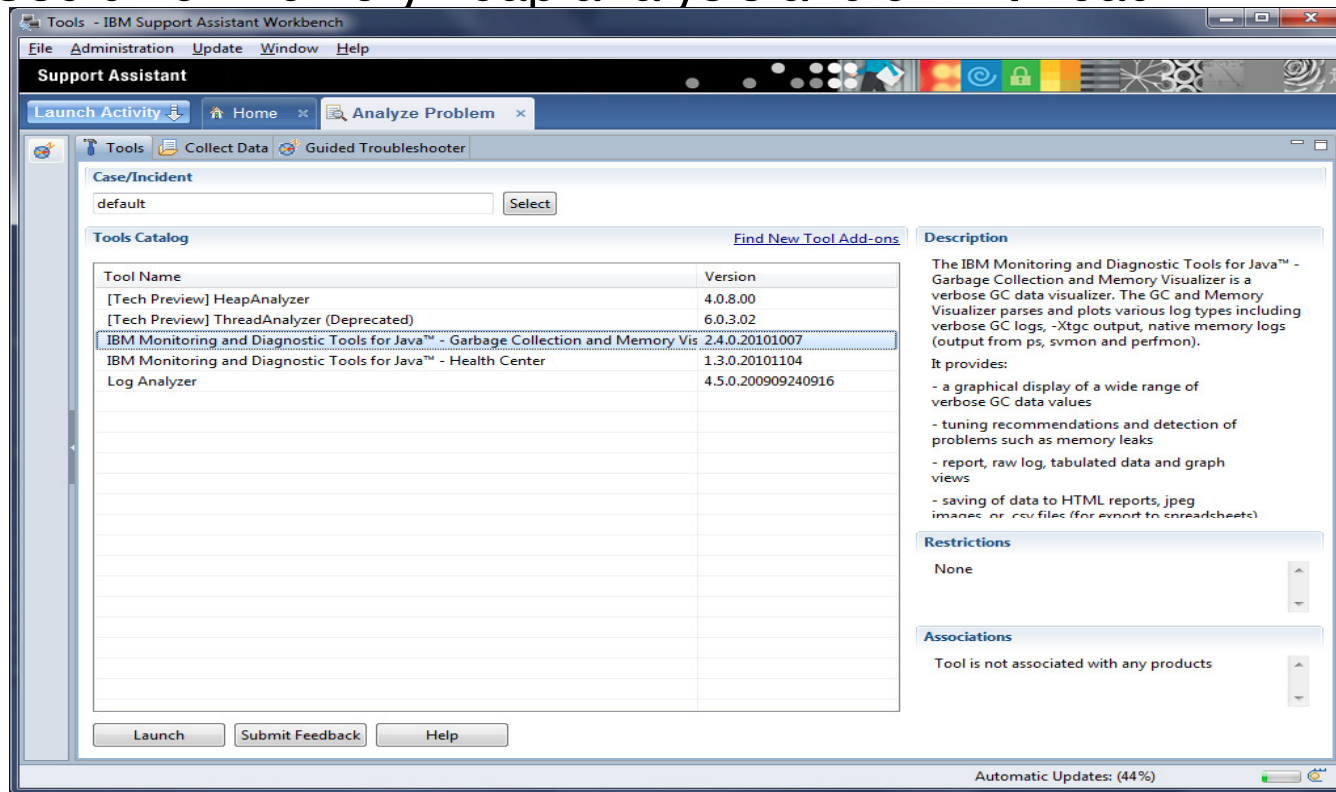 Tools - IBM Support Assistant Workbench
File Administration Update Window Help
Support Assistant
Launch Activity Home Analyze Problem
Tools Collect Data Guided Troubleshooter
Case/Incident
default Select
Tools Catalog Find New Tool Add-ons
Tool Name Version
[Tech Preview] HeapAnalyzer 4.0.8.00
[Tech Preview] ThreadAnalyzer (Deprecated) 6.0.3.02
IBM Monitoring and Diagnostic Tools for Java™ - Garbage Collection and Memory Vis 2.4.0.20101007
IBM Monitoring and Diagnostic Tools for Java™ - Health Center 1.3.0.20101104
Log Analyzer 4.5.0.200909240916
Description
The IBM Monitoring and Diagnostic Tools for Java™ -
Garbage Collection and Memory Visualizer is a
verbose GC data visualizer. The GC and Memory
Visualizer parses and plots various log types including
verbose GC logs, -Xtgc output, native memory logs
(output from ps, svmon and perfmon).
It provides:
- a graphical display of a wide range of
verbose GC data values
- tuning recommendations and detection of
problems such as memory leaks
- report, raw log, tabulated data and graph
views
- saving of data to HTML reports, jpeg
images, or .csv files (for export to spreadsheets)
Restrictions
None
Associations
Tool is not associated with any products
Launch Submit Feedback Help
Automatic Updates: (44%)